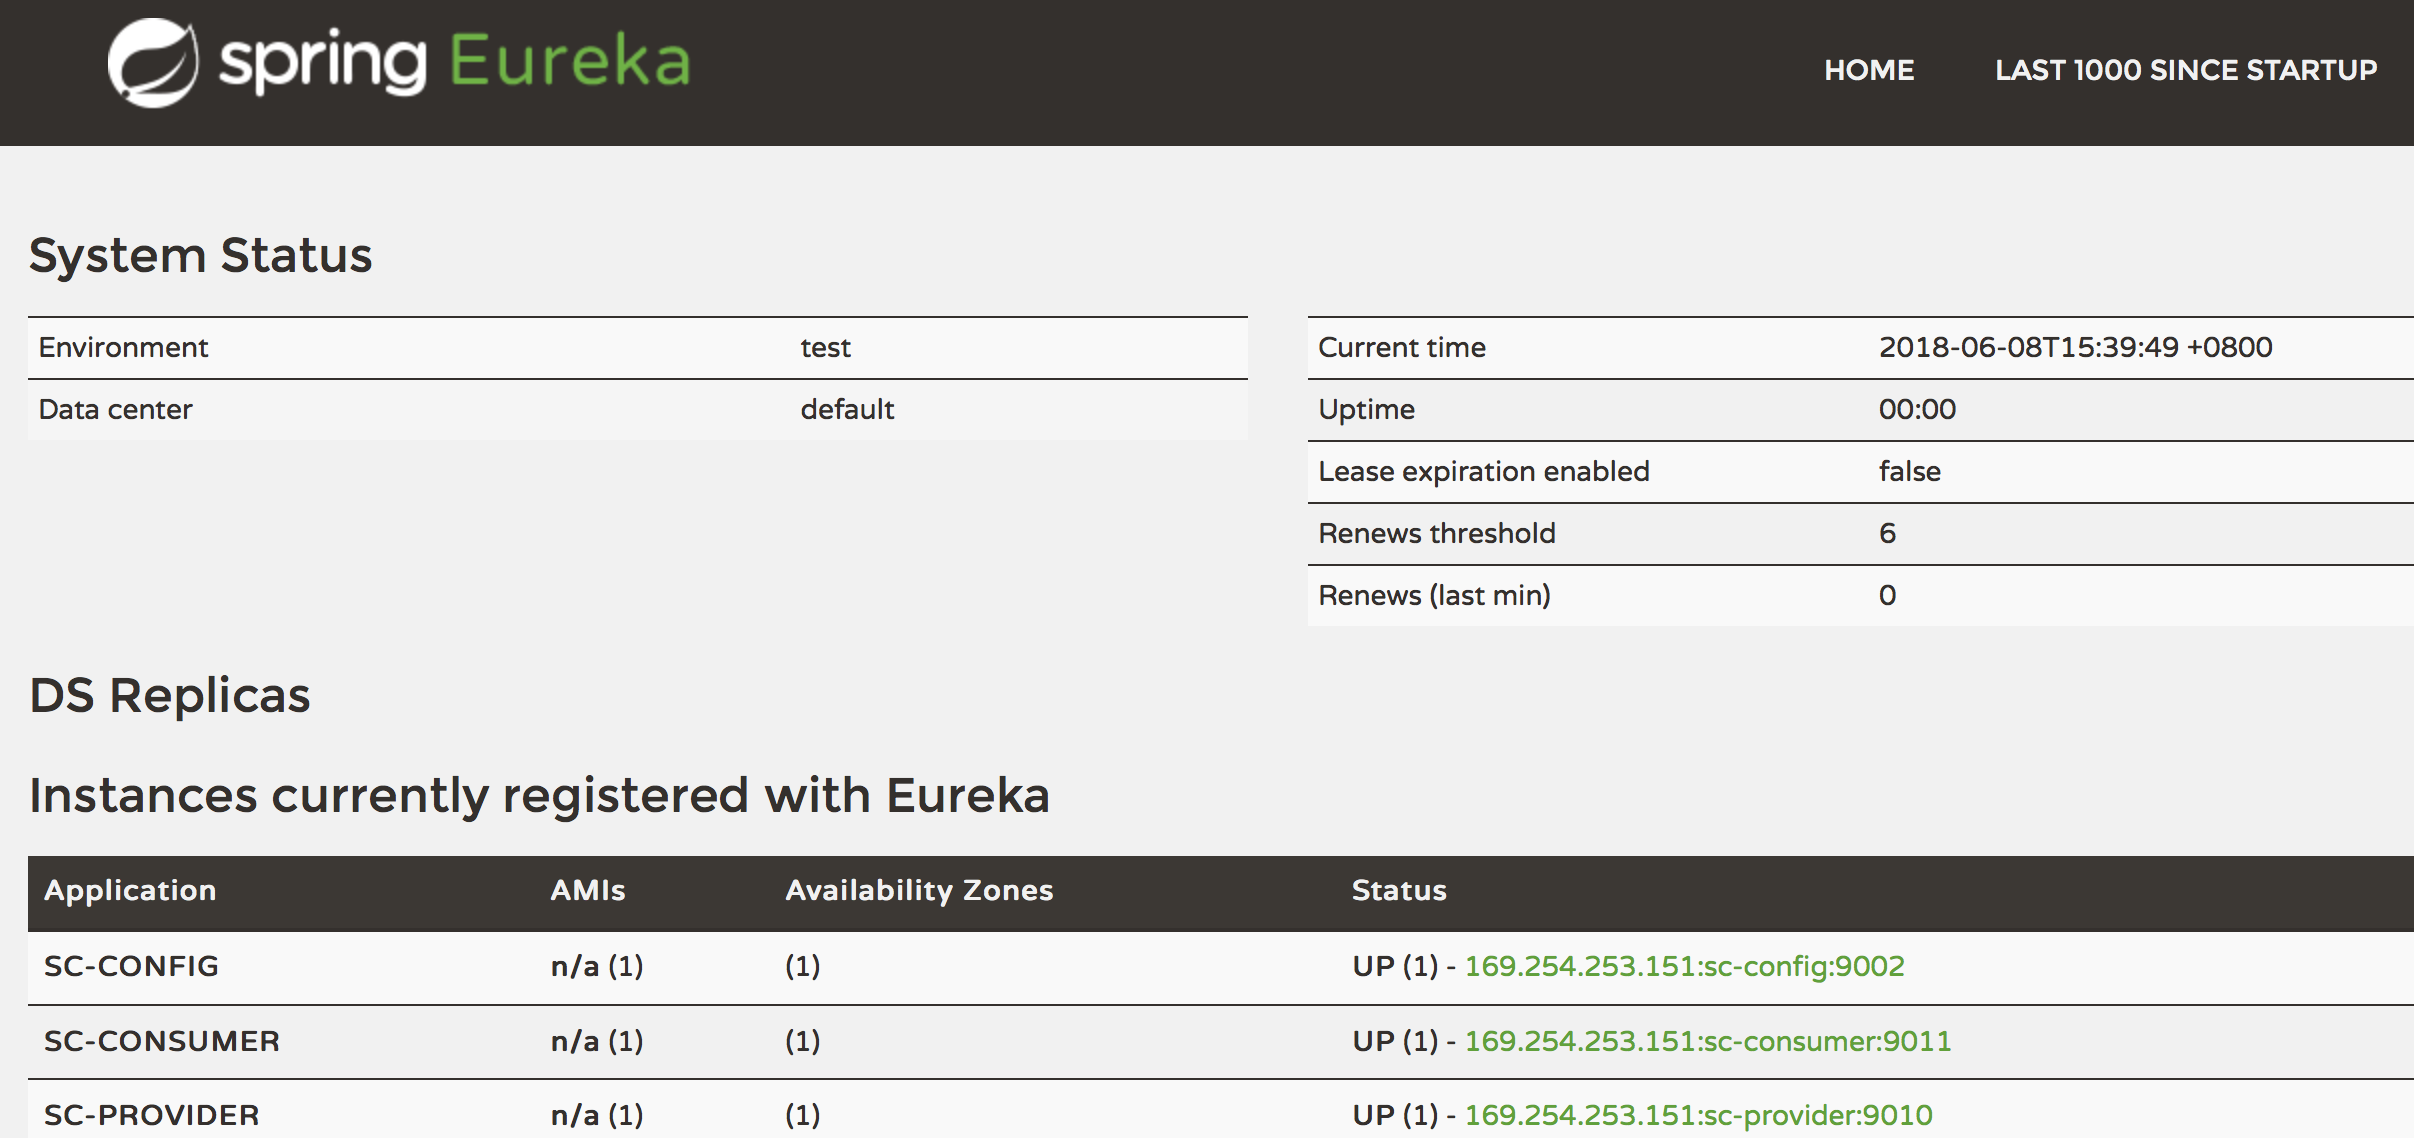 spring Eureka
HOME LAST 1000 SINCE STARTUP
System Status
Environment test
Data center default
Current time 2018-06-08T15:39:49 +0800
Uptime 00:00
Lease expiration enabled false
Renews threshold 6
Renews (last min) 0
DS Replicas
Instances currently registered with Eureka
Application AMIs Availability Zones Status
SC-CONFIG n/a (1) (1) UP (1) - 169.254.253.151:sc-config:9002
SC-CONSUMER n/a (1) (1) UP (1) - 169.254.253.151:sc-consumer:9011
SC-PROVIDER n/a (1) (1) UP (1) - 169.254.253.151:sc-provider:9010